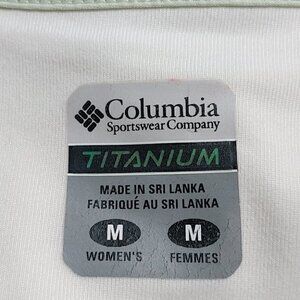 Columbia
Sportswear Company
TITANIUM
MADE IN SRI LANKA
FABRIQUÉ AU SRI LANKA
M M
WOMEN'S FEMMES